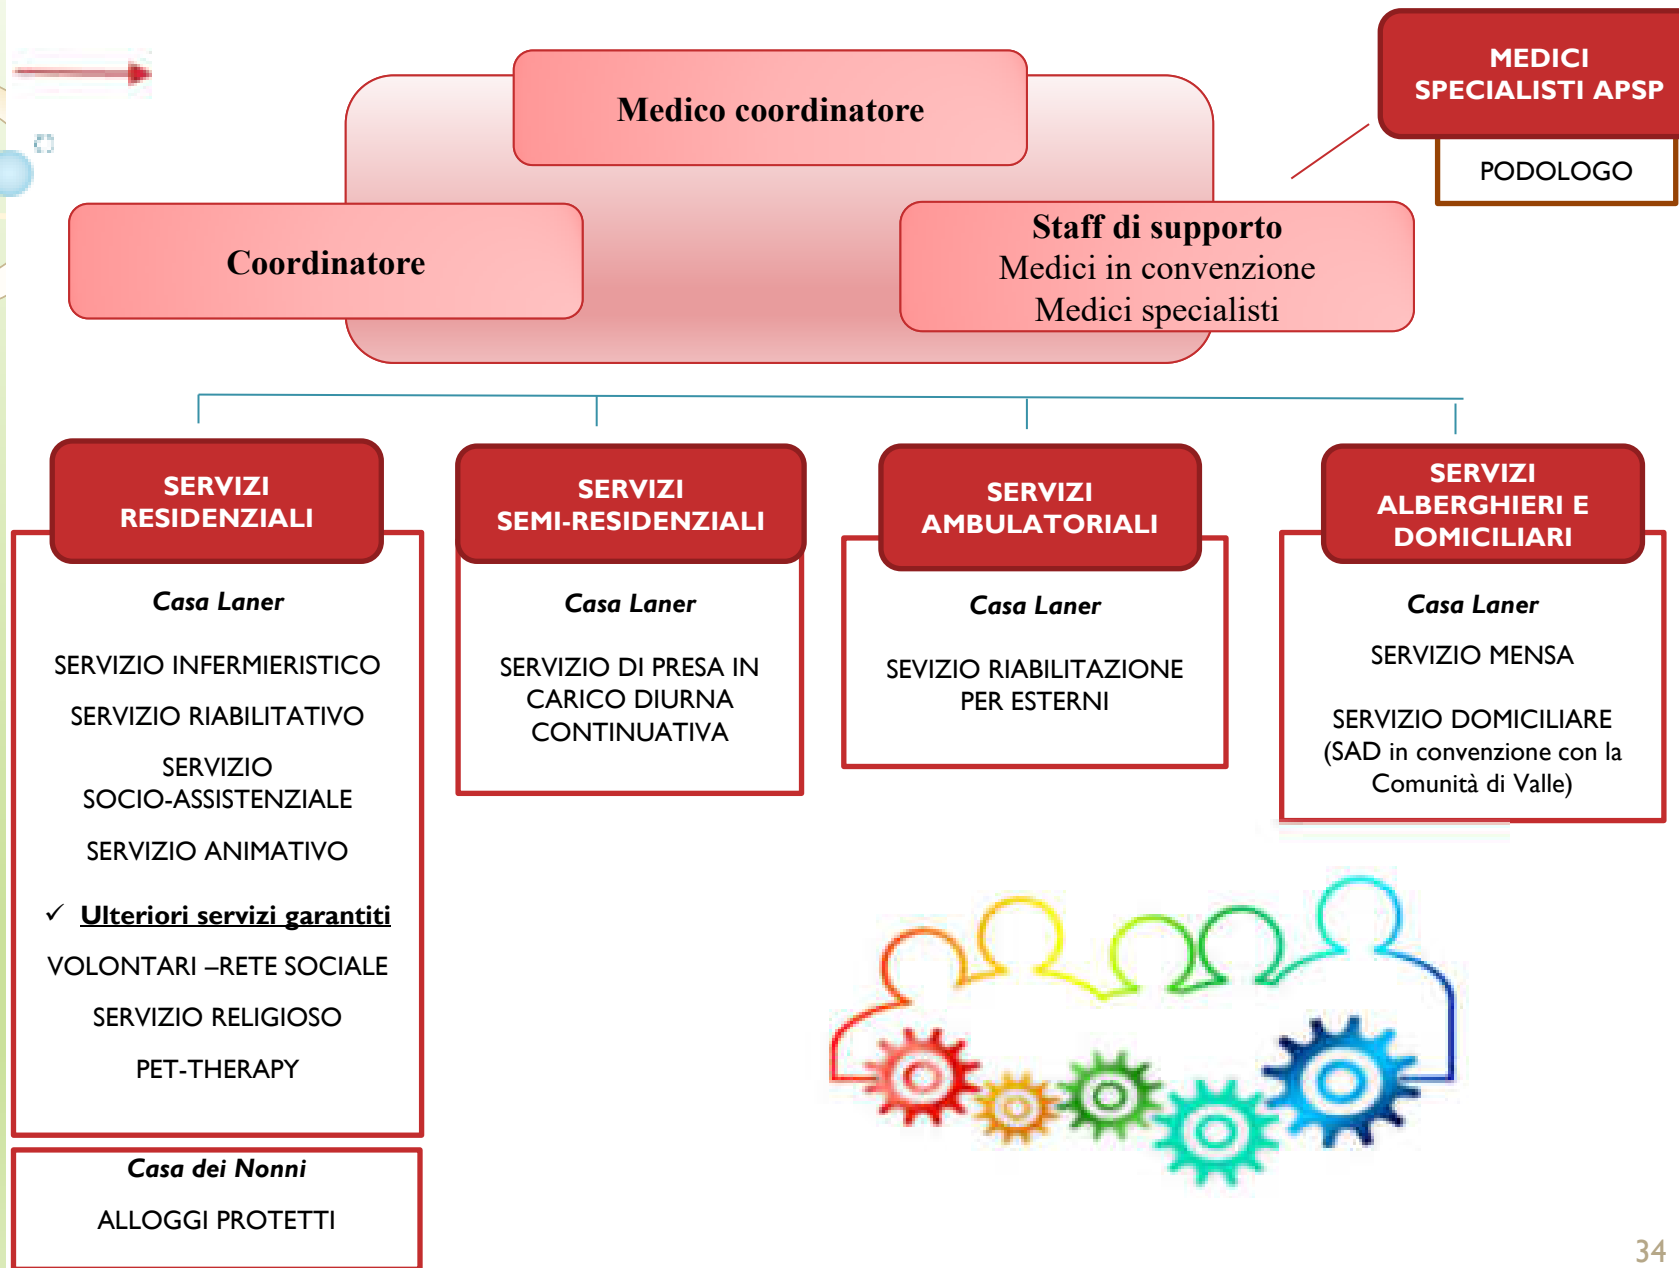 Medico coordinatore
MEDICI
SPECIALISTI APSP
PODOLOGO
Coordinatore
Staff di supporto
Medici in convenzione
Medici specialisti
SERVIZI
RESIDENZIALI
Casa Laner
SERVIZIO INFERMIERISTICO
SERVIZIO RIABILITATIVO
SERVIZIO
SOCIO-ASSISTENZIALE
SERVIZIO ANIMATIVO
✓ Ulteriori servizi garantiti
VOLONTARI –RETE SOCIALE
SERVIZIO RELIGIOSO
PET-THERAPY
Casa dei Nonni
ALLOGGI PROTETTI
SERVIZI
SEMI-RESIDENZIALI
Casa Laner
SERVIZIO DI PRESA IN
CARICO DIURNA
CONTINUATIVA
SERVIZI
AMBULATORIALI
Casa Laner
SEVIZIO RIABILITAZIONE
PER ESTERNI
SERVIZI
ALBERGHIERI E
DOMICILIARI
Casa Laner
SERVIZIO MENSA
SERVIZIO DOMICILIARE
(SAD in convenzione con la
Comunità di Valle)
34